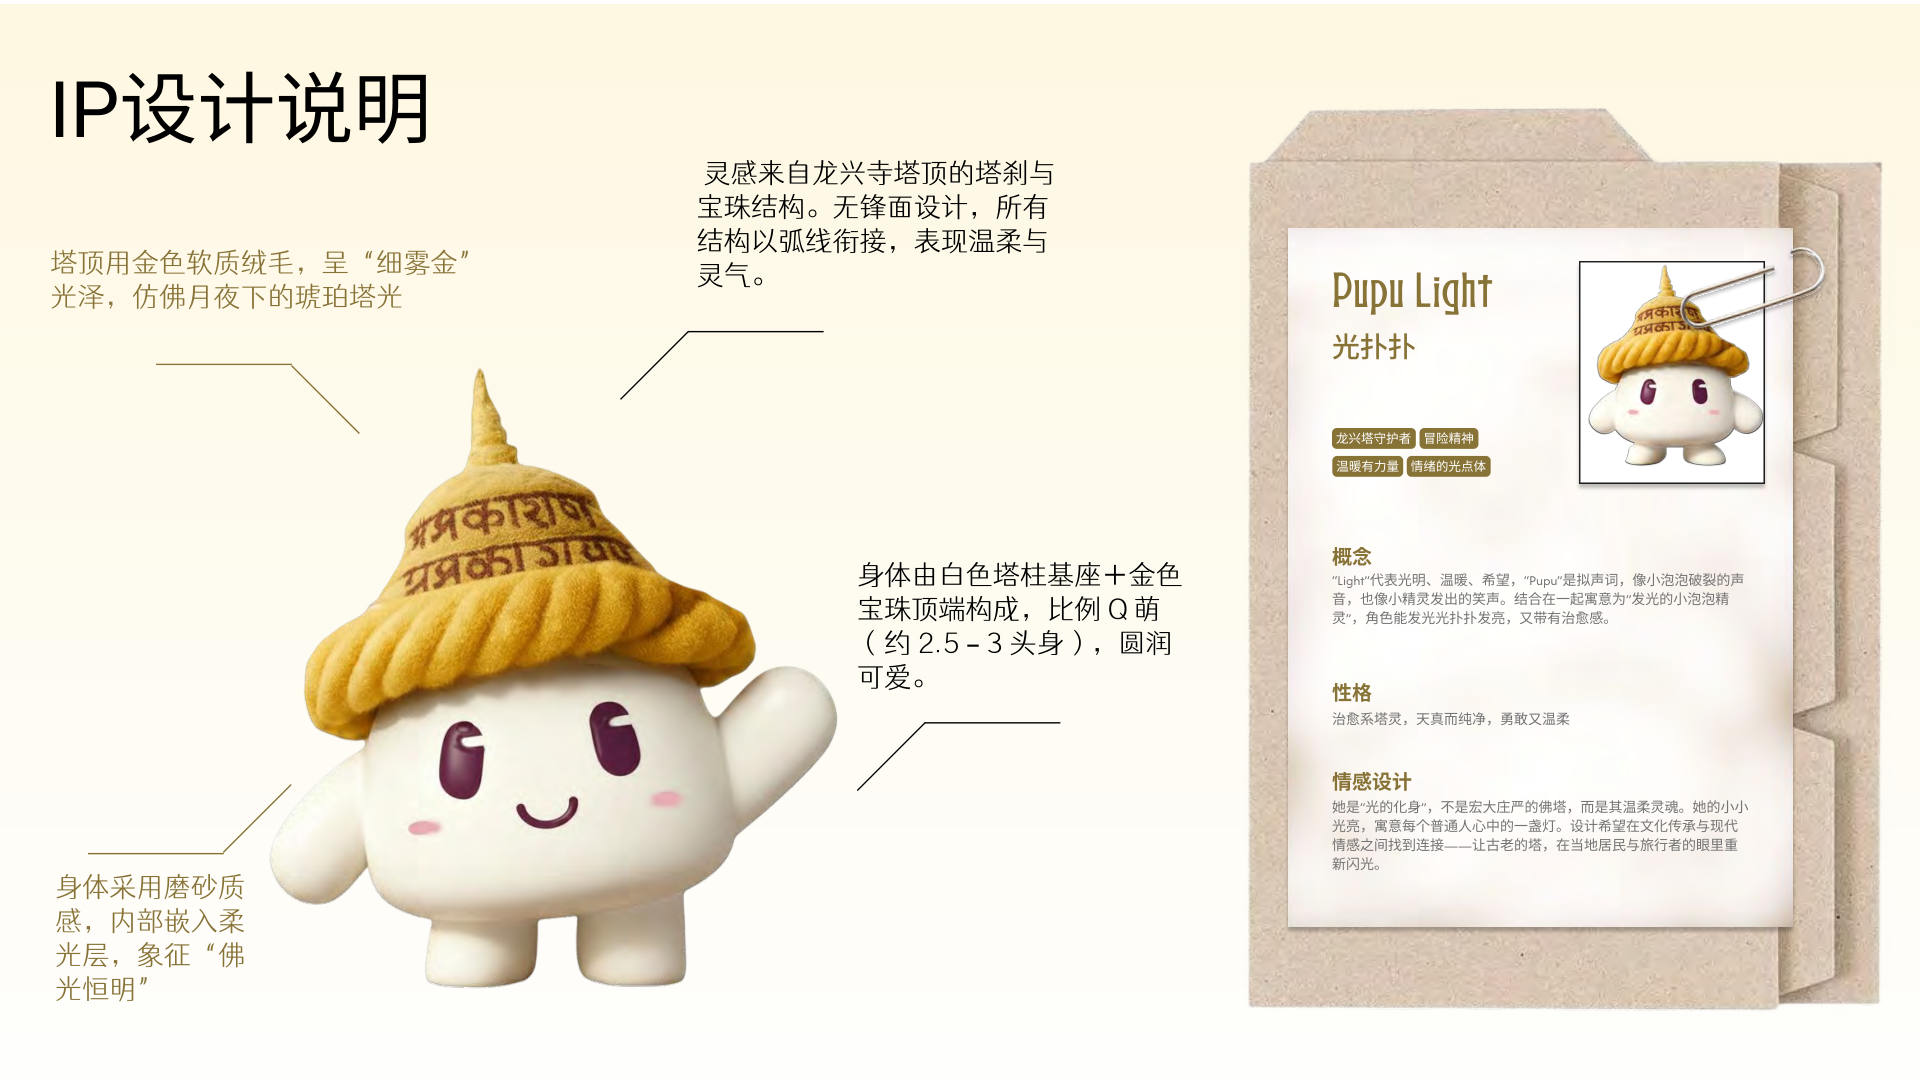 IP设计说明
塔顶用金色软质绒毛，呈“细雾金”
光泽，仿佛月夜下的琥珀塔光
灵感来自龙兴寺塔顶的塔刹与
宝珠结构。无锋面设计，所有
结构以弧线衔接，表现温柔与
灵气。
身体由白色塔柱基座＋金色
宝珠顶端构成，比例 Q 萌
（ 约 2.5 – 3 头身 ），圆润
可爱。
身体采用磨砂质
感，内部嵌入柔
光层，象征“佛
光恒明”
Pupu Light
光扑扑
龙兴塔守护者 冒险精神
温暖有力量 情绪的光点体
概念
“Light”代表光明、温暖、希望，“Pupu”是拟声词，像小泡泡破裂的声
音，也像小精灵发出的笑声。结合在一起寓意为“发光的小泡泡精
灵”，角色能发光光扑扑发亮，又带有治愈感。
性格
治愈系塔灵，天真而纯净，勇敢又温柔
情感设计
她是“光的化身”，不是宏大庄严的佛塔，而是其温柔灵魂。她的小小
光亮，寓意每个普通人心中的一盏灯。设计希望在文化传承与现代
情感之间找到连接——让古老的塔，在当地居民与旅行者的眼里重
新闪光。